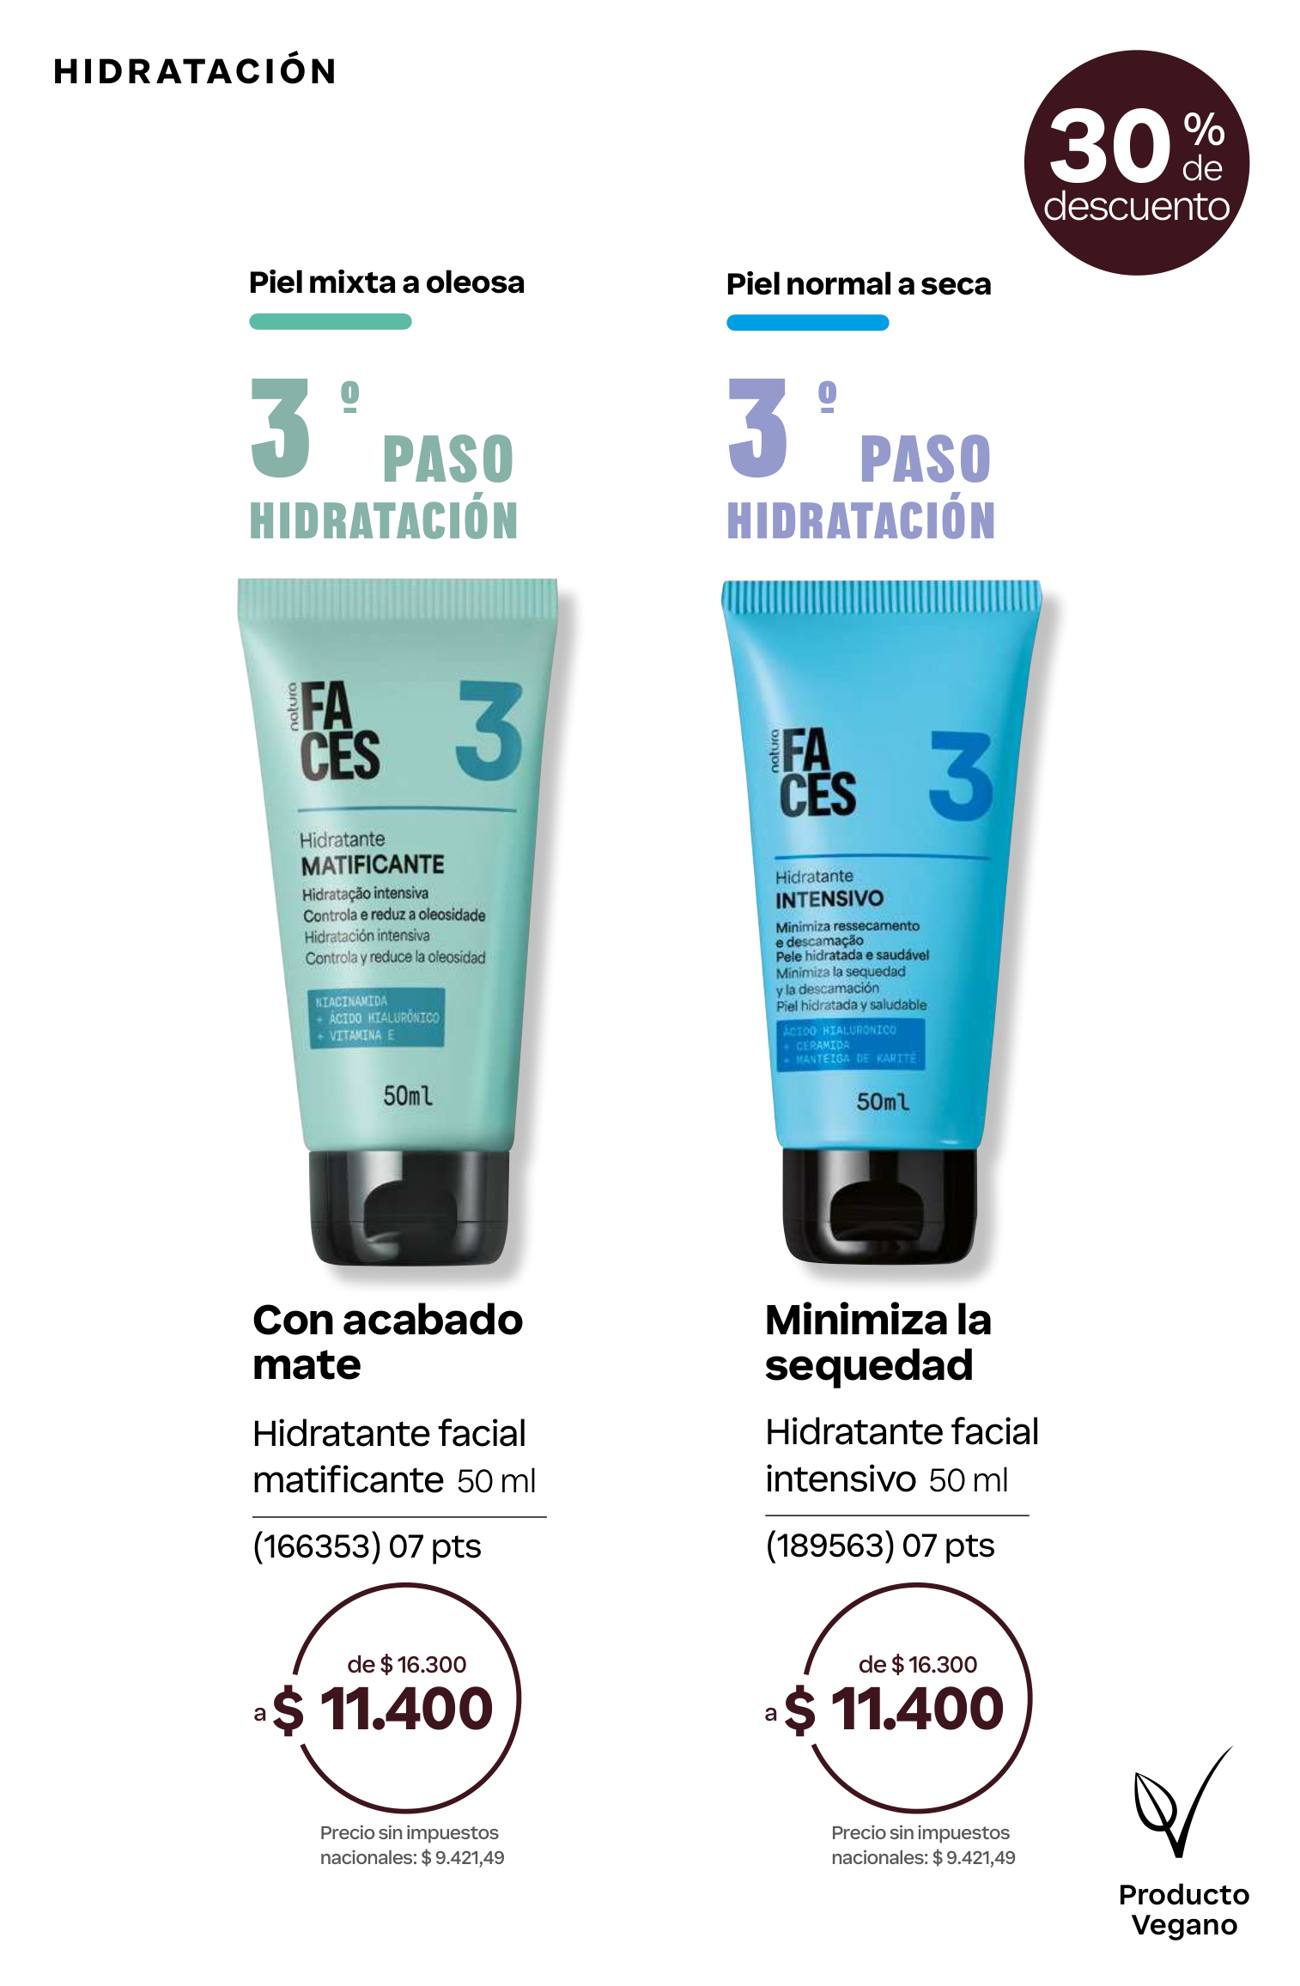 HIDRATACIÓN
30 %
de
descuento
Piel mixta a oleosa
3º PASO
HIDRATACIÓN
natura
FA
CES
3
Hidratante
MATIFICANTE
Hidratação intensiva
Controla e reduz a oleosidade
Hidratación intensiva
Controla y reduce la oleosidad
NIACINAMIDA
+ ÁCIDO HIALURÔNICO
+ VITAMINA E
50ml
Con acabado
mate
Hidratante facial
matificante 50 ml
(166353) 07 pts
de $ 16.300
a $ 11.400
Precio sin impuestos
nacionales: $ 9.421,49
Piel normal a seca
3º PASO
HIDRATACIÓN
natura
FA
CES
3
Hidratante
INTENSIVO
Minimiza ressecamento
e descamação
Pele hidratada e saudável
Minimiza la sequedad
y la descamación
Piel hidratada y saludable
ÁCIDO HIALURÔNICO
+ CERAMIDA
+ MANTEIGA DE KARITÉ
50ml
Minimiza la
sequedad
Hidratante facial
intensivo 50 ml
(189563) 07 pts
de $ 16.300
a $ 11.400
Precio sin impuestos
nacionales: $ 9.421,49
Producto
Vegano